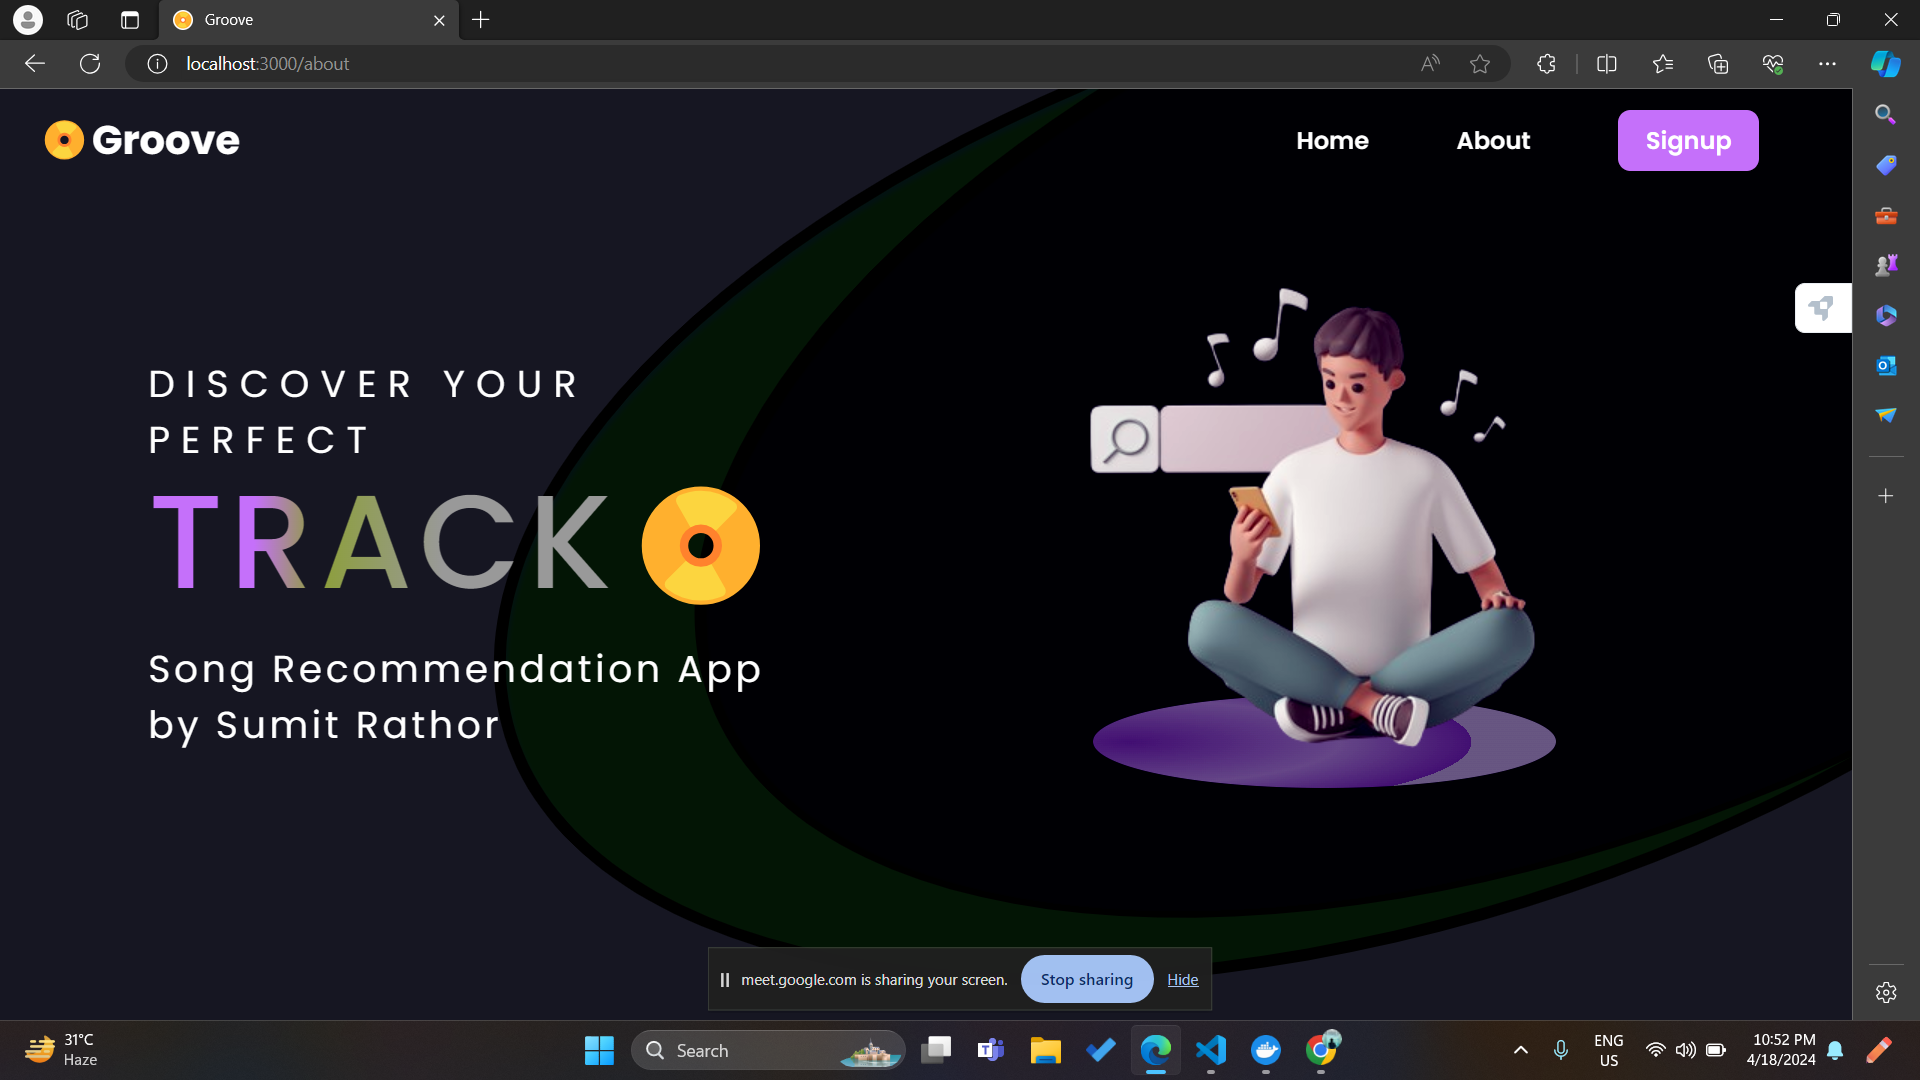 Groove
localhost:3000/about
Groove
Home
About
Signup
DISCOVER YOUR
PERFECT
TRACK
Song Recommendation App
by Sumit Rathor
meet.google.com is sharing your screen.
Stop sharing
Hide
31°C
Haze
Search
ENG
US
10:52 PM
4/18/2024